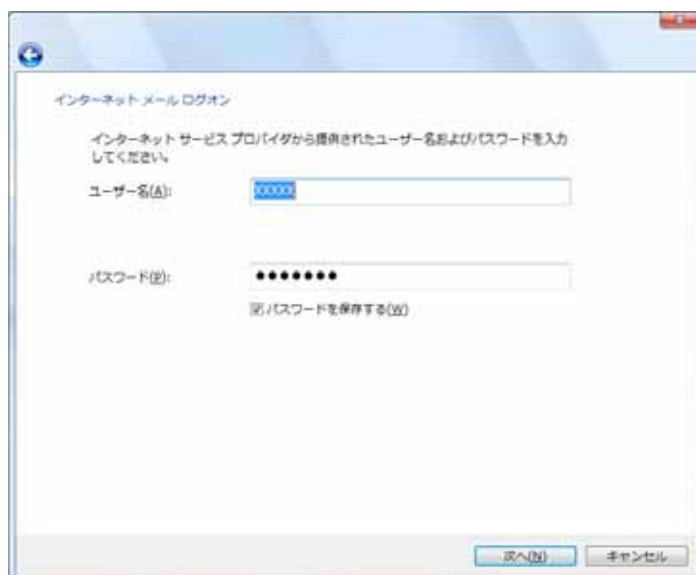 インターネット メール ログオン
インターネット サービス プロバイダから提供されたユーザー名およびパスワードを入力
してください。
ユーザー名(A):
パスワード(P):
●●●●●●●
パスワードを保存する(W)
次へ(N)
キャンセル